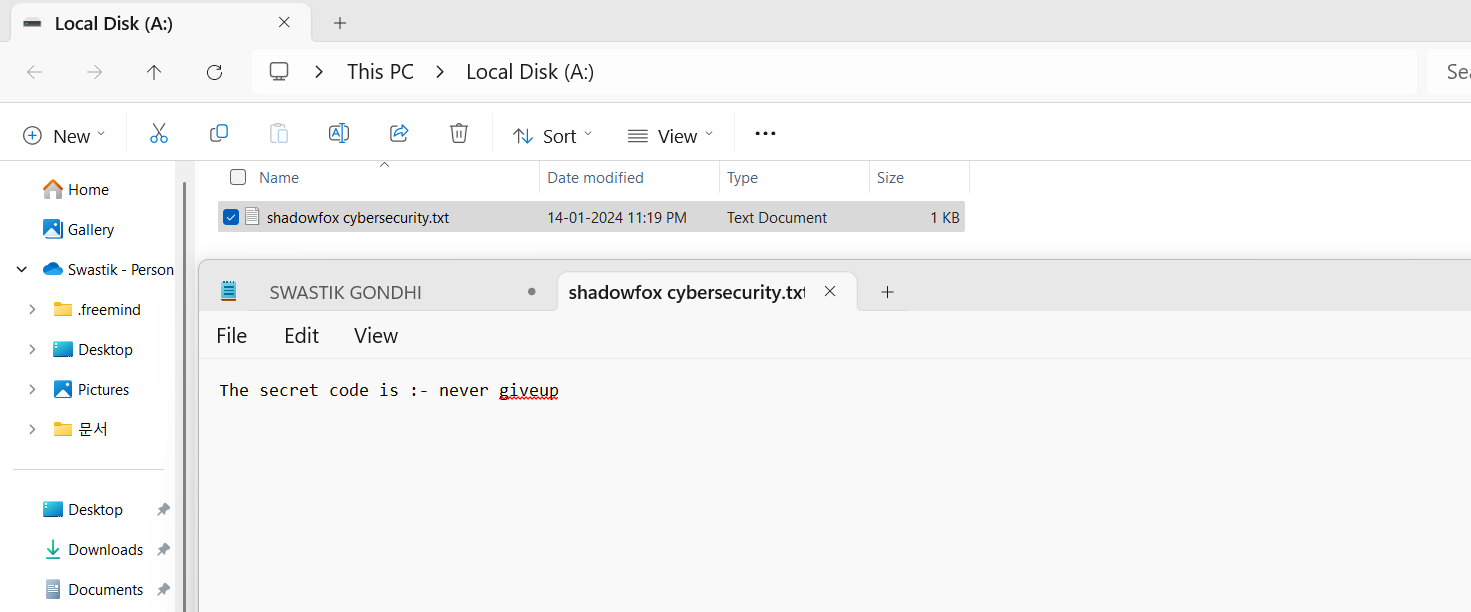 Local Disk (A:)
This PC > Local Disk (A:)
New
Sort
View
Name Date modified Type Size
shadowfox cybersecurity.txt 14-01-2024 11:19 PM Text Document 1 KB
Home
Gallery
Swastik - Person
.freemind
Desktop
Pictures
문서
Desktop
Downloads
Documents
SWASTIK GONDHI shadowfox cybersecurity.txt
File Edit View
The secret code is :- never giveup